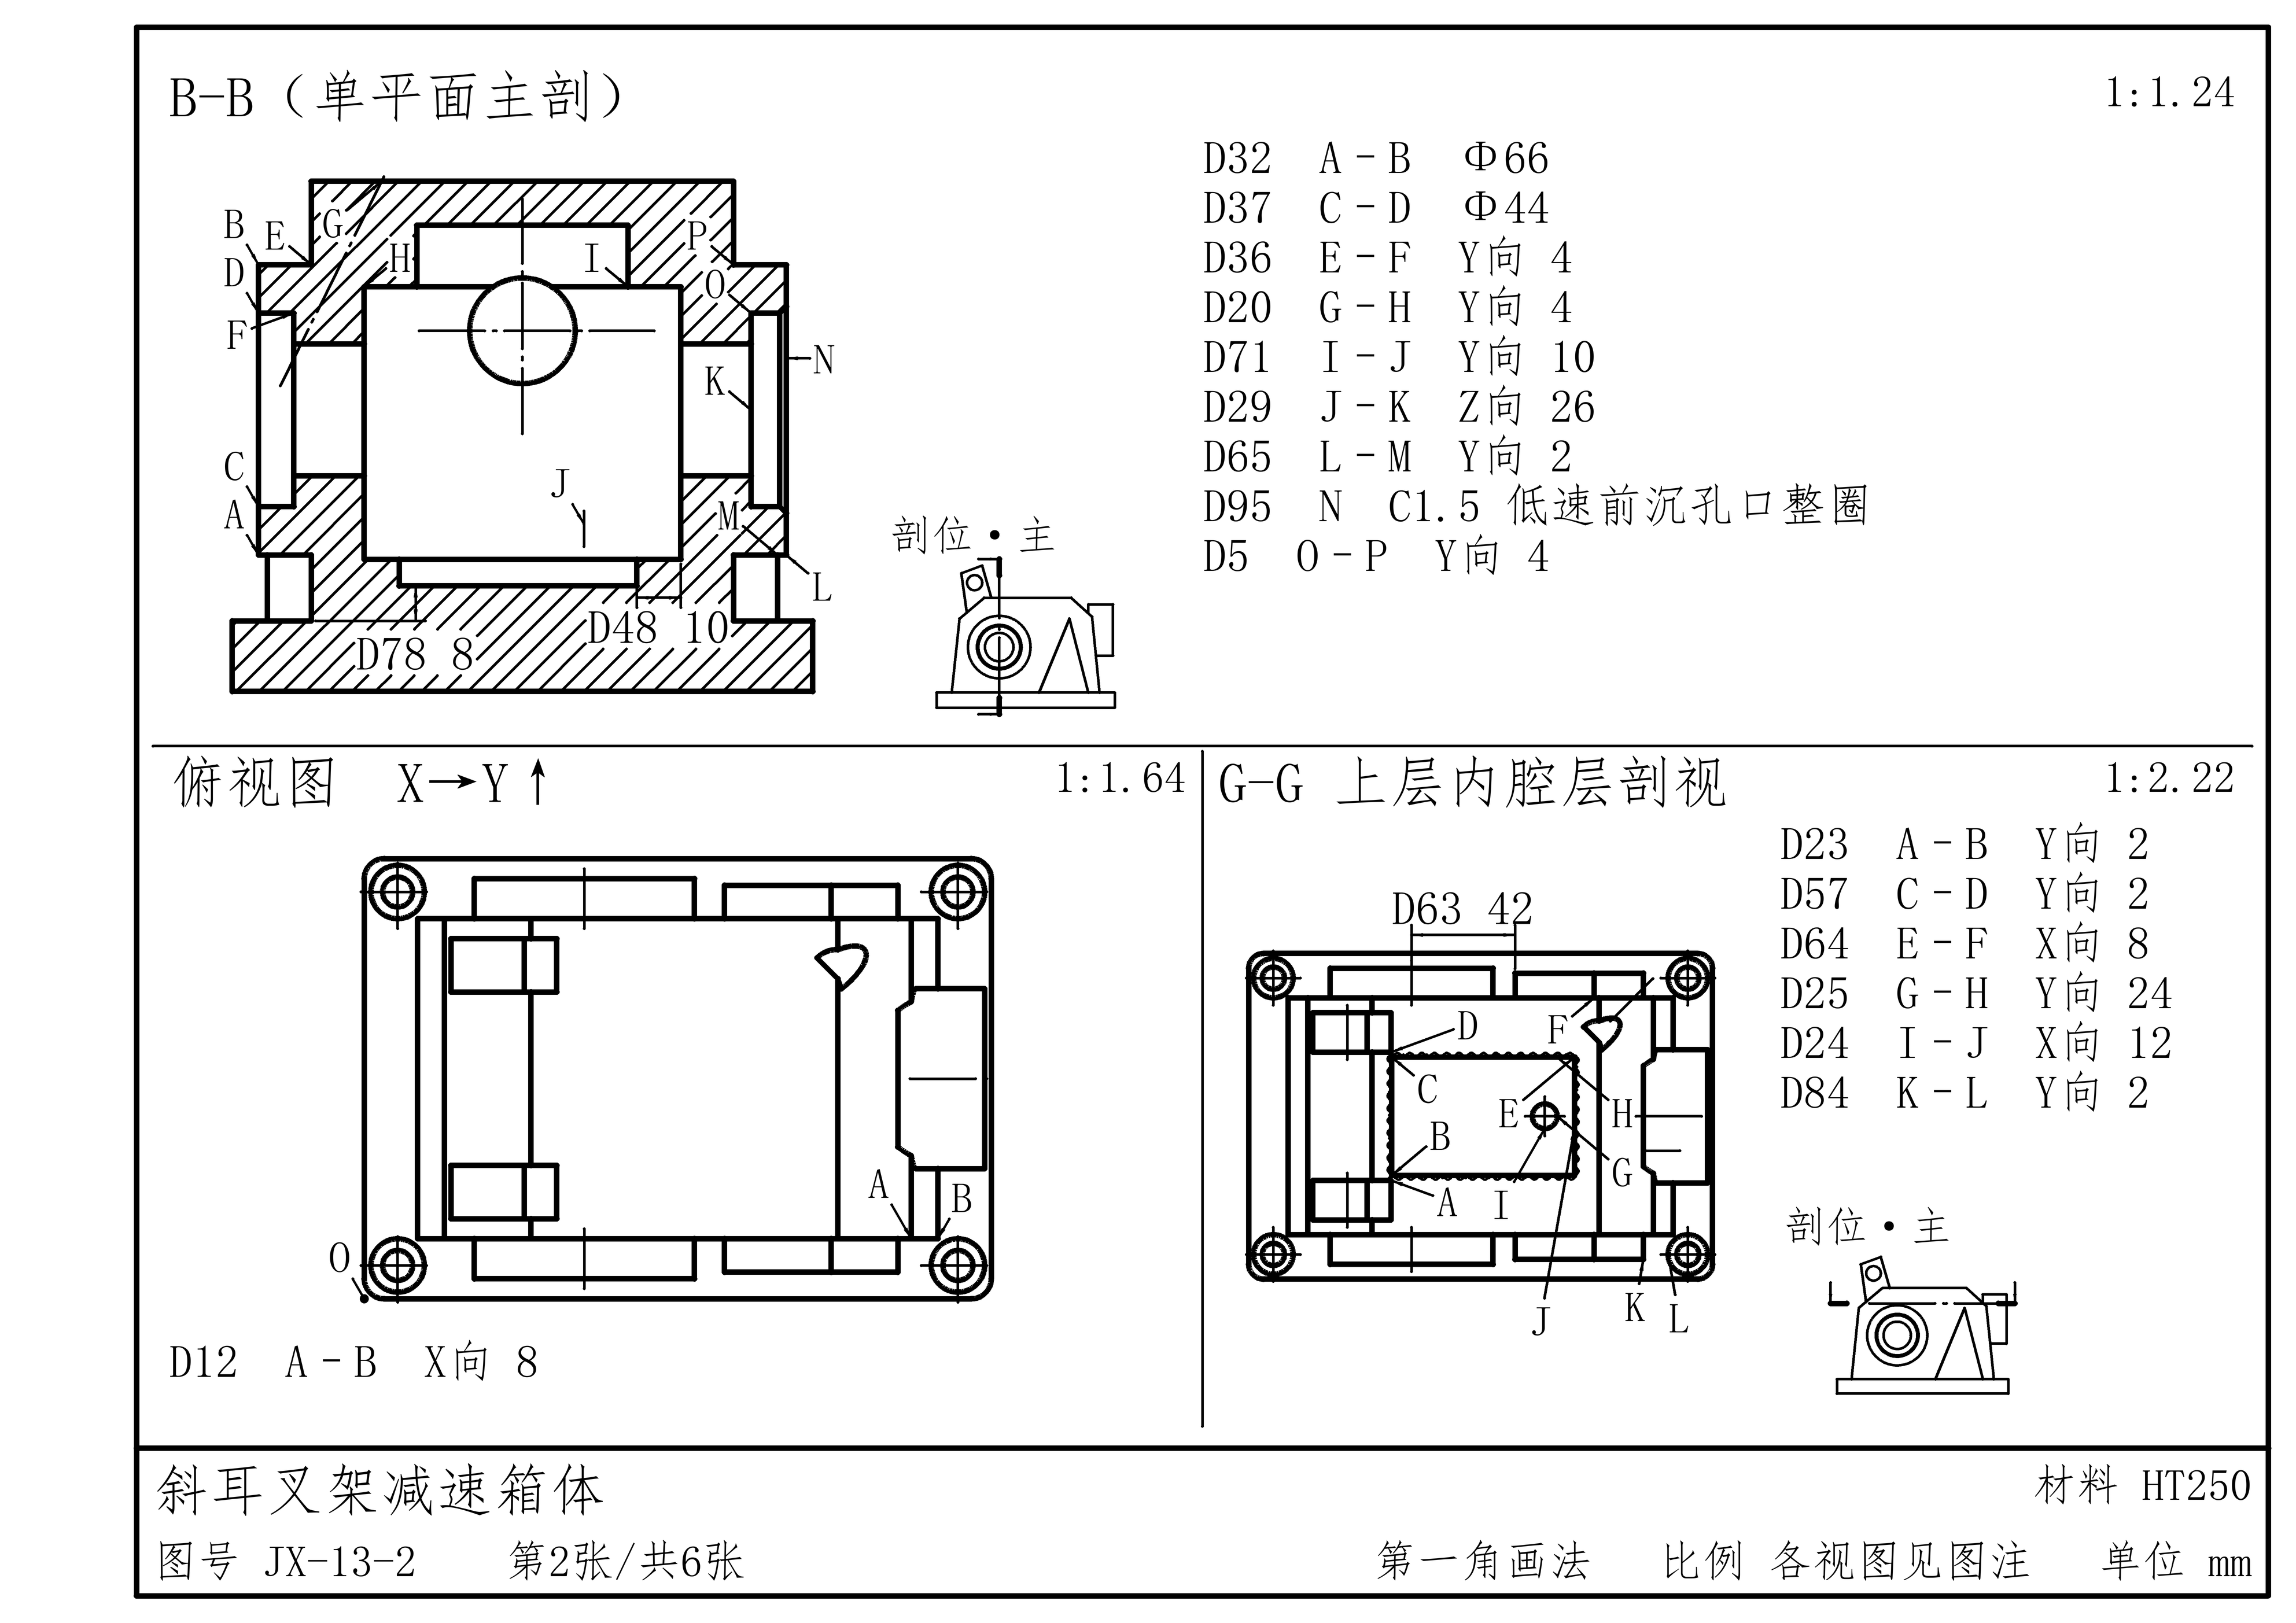 B-B（单平面主剖）
1:1.24
D32 A-B Φ66
D37 C-D Φ44
D36 E-F Y向 4
D20 G-H Y向 4
D71 I-J Y向 10
D29 J-K Z向 26
D65 L-M Y向 2
D95 N C1.5 低速前沉孔口整圈
D5 O-P Y向 4
B
E
G
P
D
H
I
O
F
N
K
C
J
A
M
L
D48 10
D78 8
剖位·主
俯视图 X→Y↑
1:1.64
A
B
O
D12 A-B X向 8
G-G 上层内腔层剖视
1:2.22
D23 A-B Y向 2
D57 C-D Y向 2
D64 E-F X向 8
D25 G-H Y向 24
D24 I-J X向 12
D84 K-L Y向 2
D63 42
D
F
C
E
H
B
G
A
I
J
K
L
剖位·主
斜耳叉架减速箱体
材料 HT250
图号 JX-13-2 第2张/共6张
第一角画法 比例 各视图见图注 单位 mm